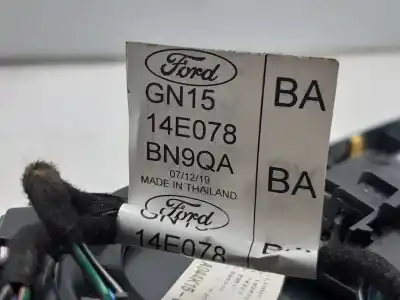 Ford
GN15
BA
14E078
BN9QA
BA
07/12/19
MADE IN THAILAND
Ford
14E078